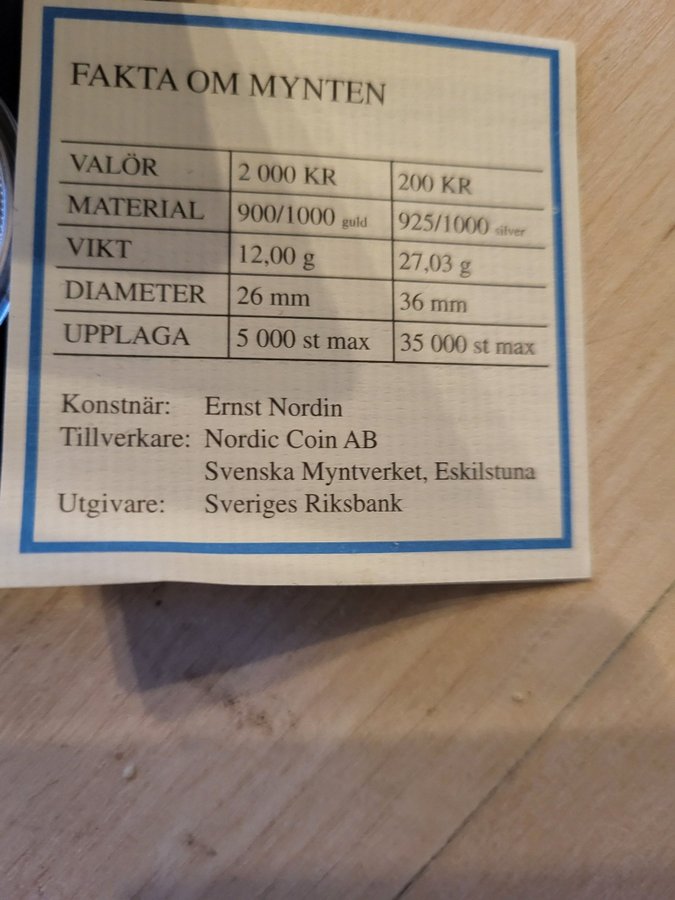 FAKTA OM MYNTEN
VALÖR 2 000 KR 200 KR
MATERIAL 900/1000 guld 925/1000 silver
VIKT 12,00 g 27,03 g
DIAMETER 26 mm 36 mm
UPPLAGA 5 000 st max 35 000 st max
Konstnär: Ernst Nordin
Tillverkare: Nordic Coin AB
Svenska Myntverket, Eskilstuna
Utgivare: Sveriges Riksbank